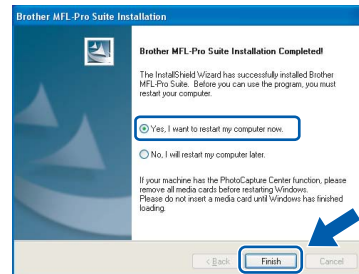 Brother MFL-Pro Suite Installation
Brother MFL-Pro Suite Installation Completed!
The InstallShield Wizard has successfully installed Brother
MFL-Pro Suite. Before you can use the program, you must
restart your computer.
Yes, I want to restart my computer now.
No, I will restart my computer later.
If your machine has the PhotoCapture Center function, please
remove all media cards before restarting Windows.
Please do not insert a media card until Windows has finished
loading.
< Back
Finish
Cancel